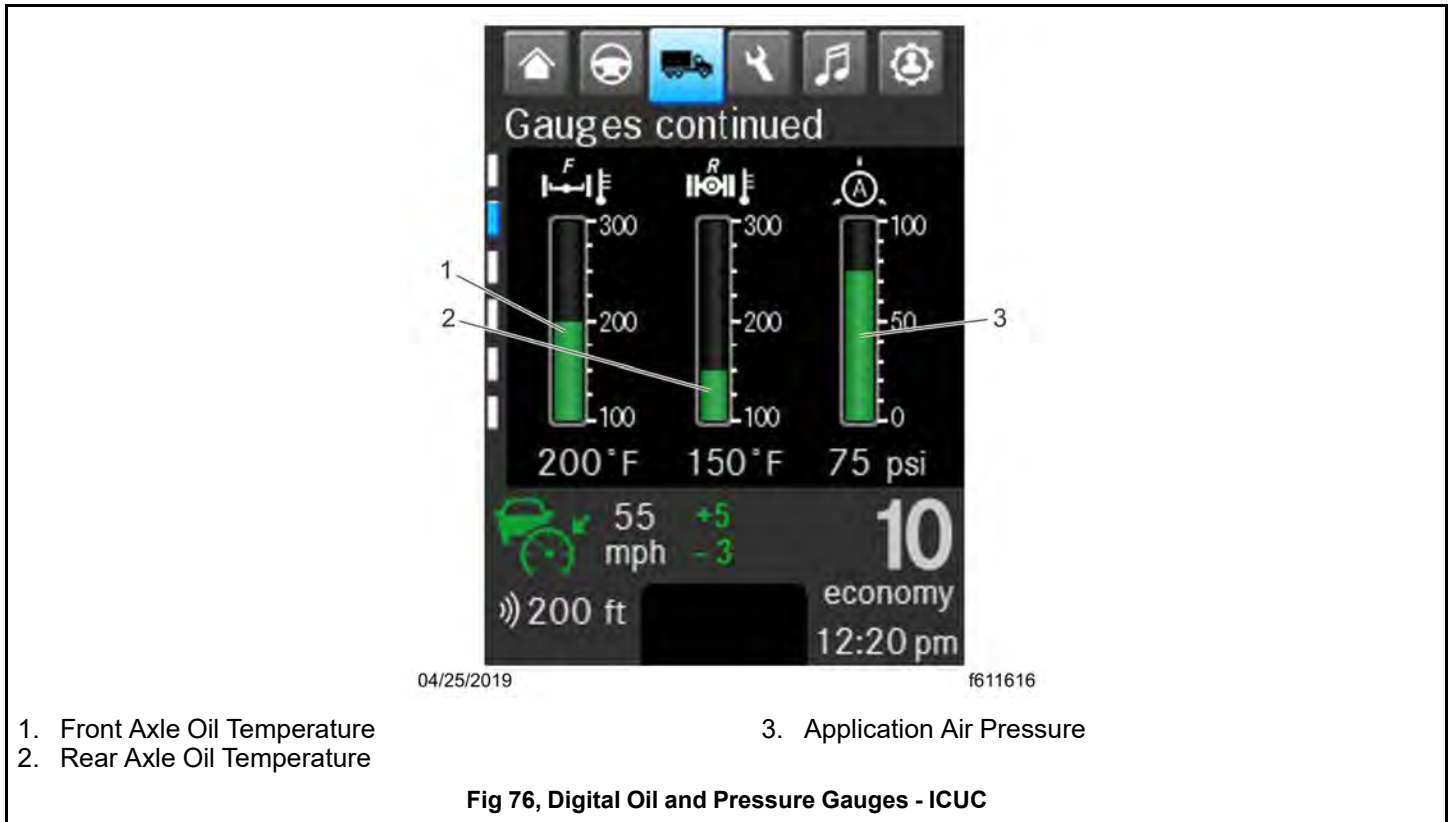 Gauges continued
F R
A
300 300 100
1
2 200 200 50 3
100 100 0
200°F 150°F 75 psi
55 +5 10
mph - 3
economy
200 ft
12:20 pm
04/25/2019 f611616
1. Front Axle Oil Temperature 3. Application Air Pressure
2. Rear Axle Oil Temperature
Fig 76, Digital Oil and Pressure Gauges - ICUC